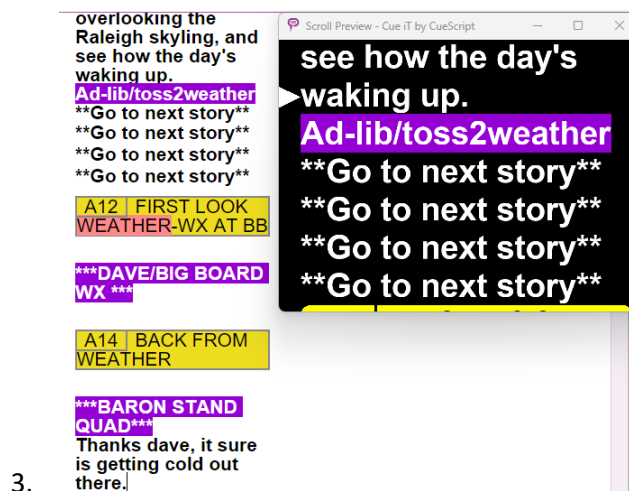 overlooking the
Raleigh skyling, and
see how the day's
waking up.
Ad-lib/toss2weather
**Go to next story**
**Go to next story**
**Go to next story**
**Go to next story**
A12 FIRST LOOK
WEATHER-WX AT BB
***DAVE/BIG BOARD
WX ***
A14 BACK FROM
WEATHER
***BARON STAND
QUAD***
Thanks dave, it sure
is getting cold out
there.
3.
Scroll Preview - Cue iT by CueScript
see how the day's
waking up.
Ad-lib/toss2weather
**Go to next story**
**Go to next story**
**Go to next story**
**Go to next story**